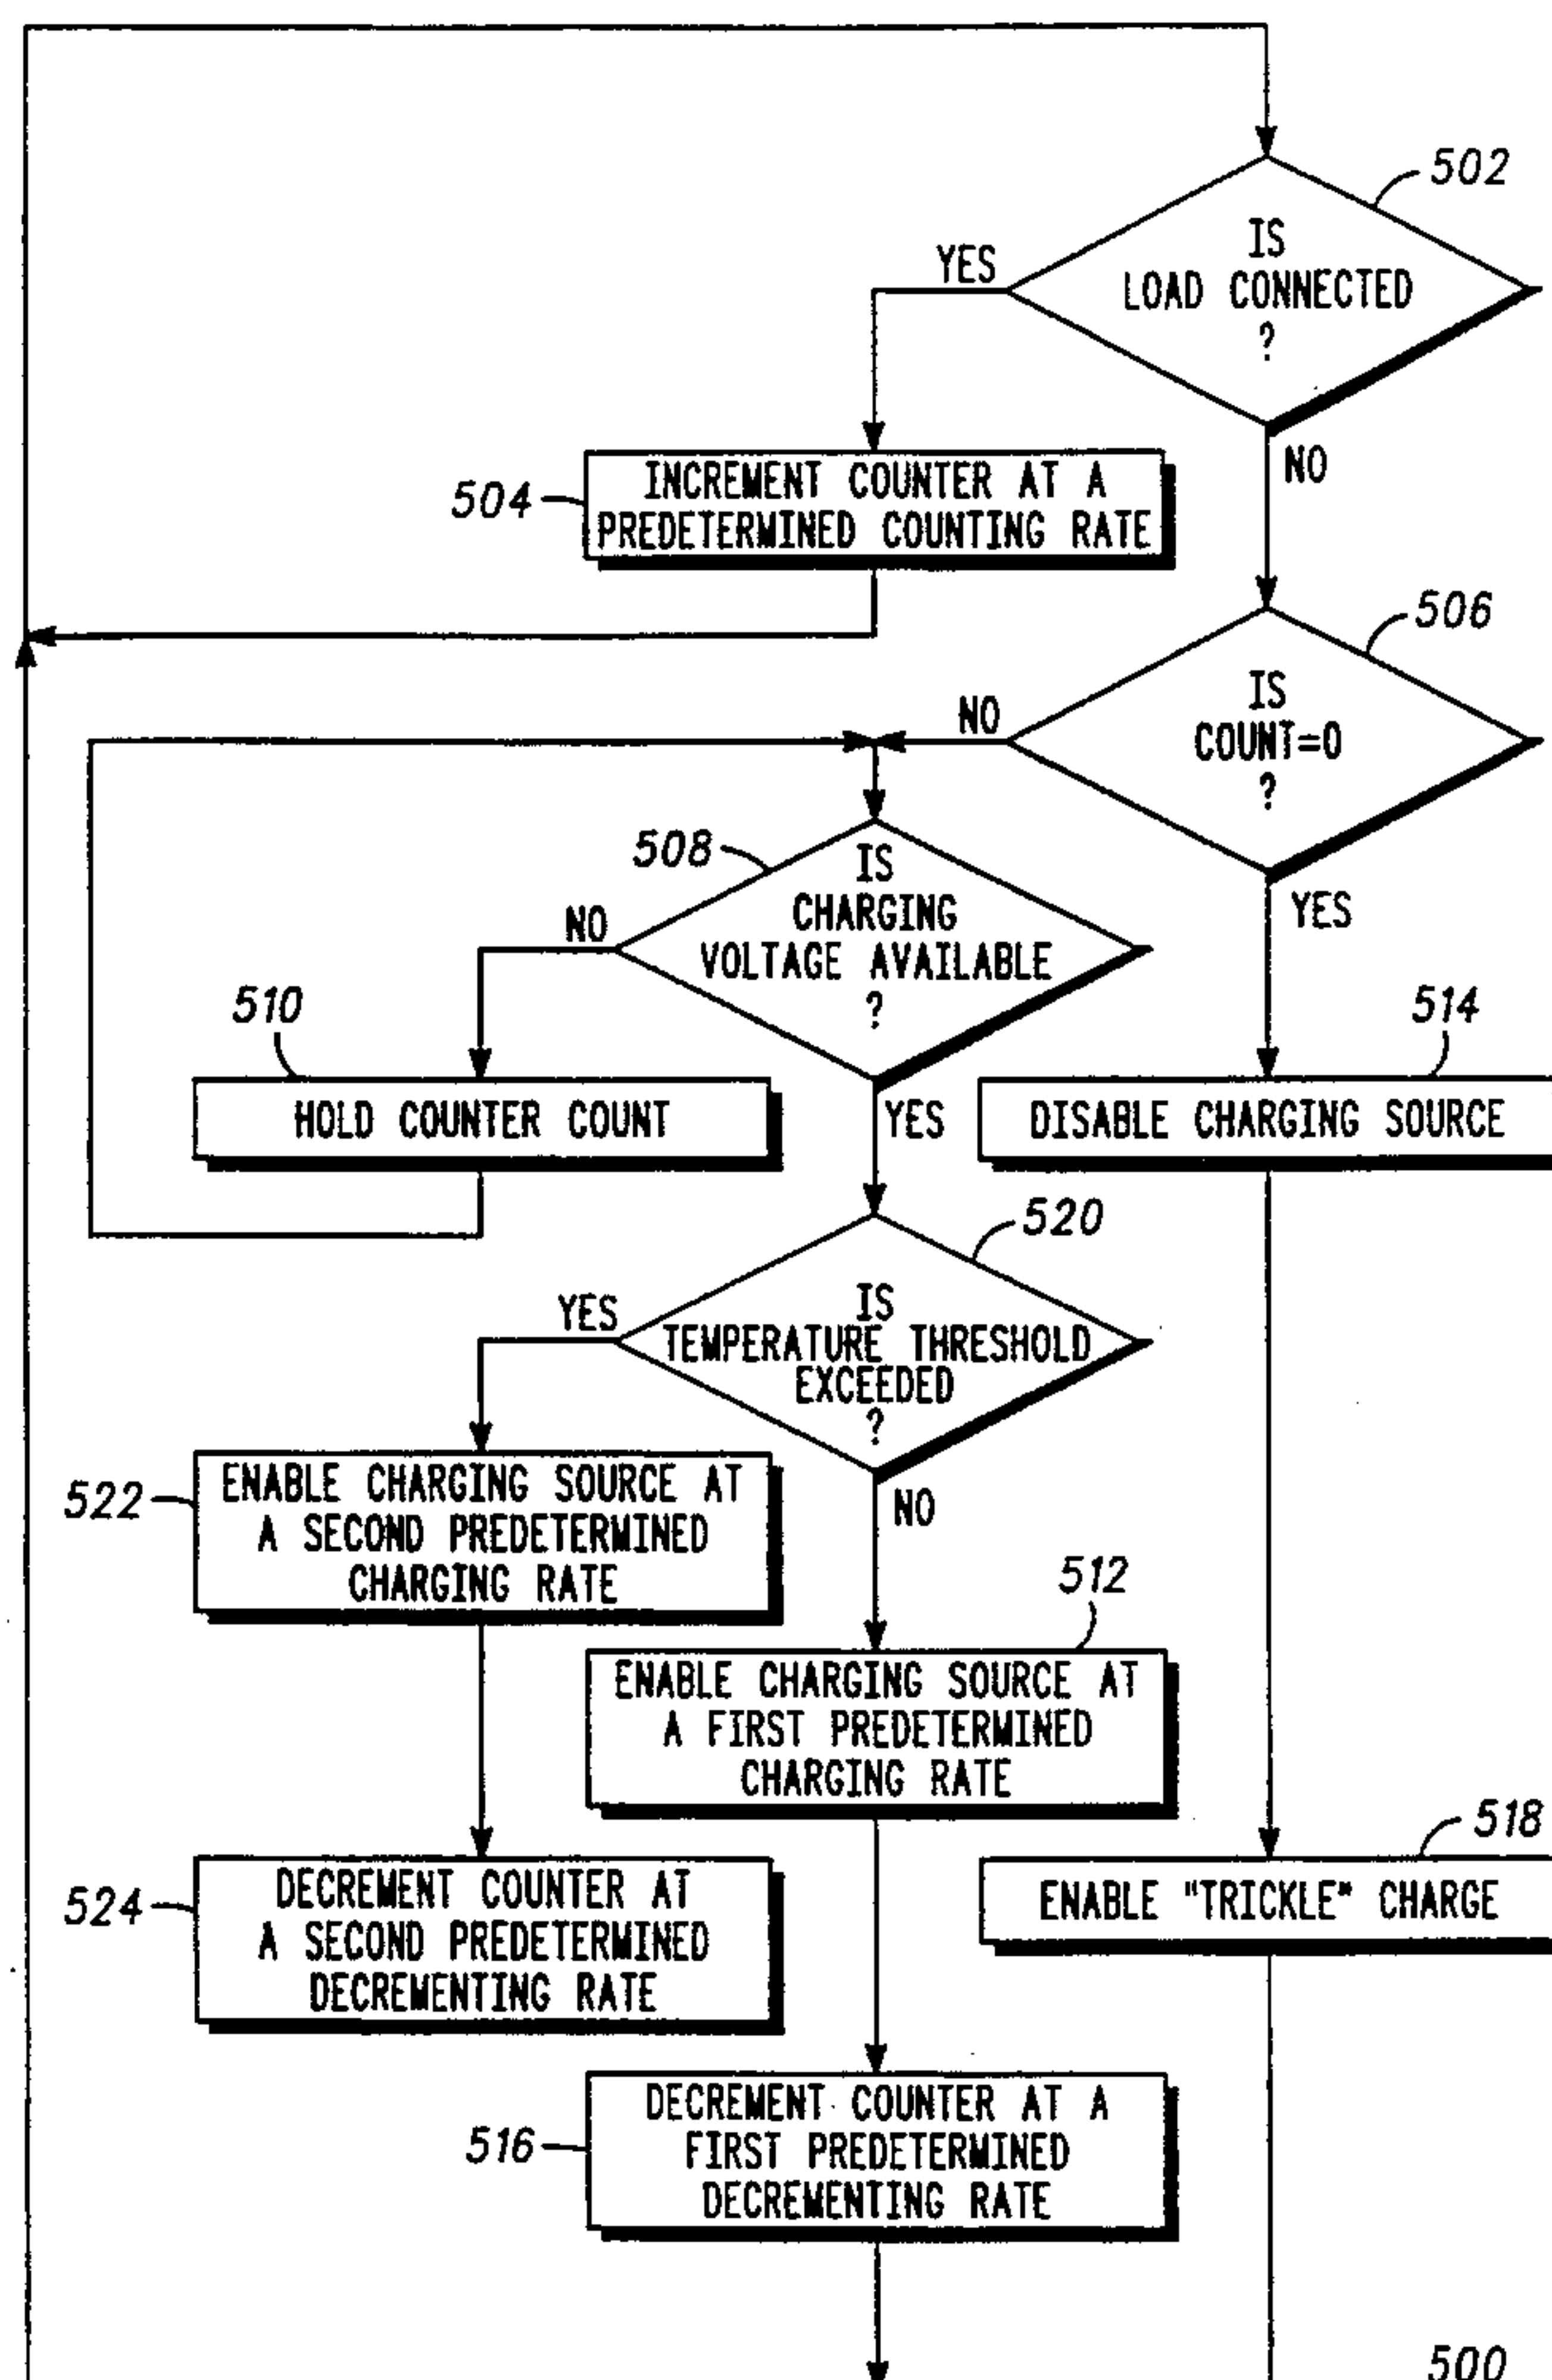 502
IS
LOAD CONNECTED
?
YES
NO
504
INCREMENT COUNTER AT A
PREDETERMINED COUNTING RATE
506
IS
COUNT=0
?
NO
YES
508
IS
CHARGING
VOLTAGE AVAILABLE
?
NO
YES
510
HOLD COUNTER COUNT
514
DISABLE CHARGING SOURCE
520
IS
TEMPERATURE THRESHOLD
EXCEEDED
?
YES
NO
522
ENABLE CHARGING SOURCE AT
A SECOND PREDETERMINED
CHARGING RATE
512
ENABLE CHARGING SOURCE AT
A FIRST PREDETERMINED
CHARGING RATE
518
ENABLE "TRICKLE" CHARGE
524
DECREMENT COUNTER AT
A SECOND PREDETERMINED
DECREMENTING RATE
516
DECREMENT COUNTER AT A
FIRST PREDETERMINED
DECREMENTING RATE
500